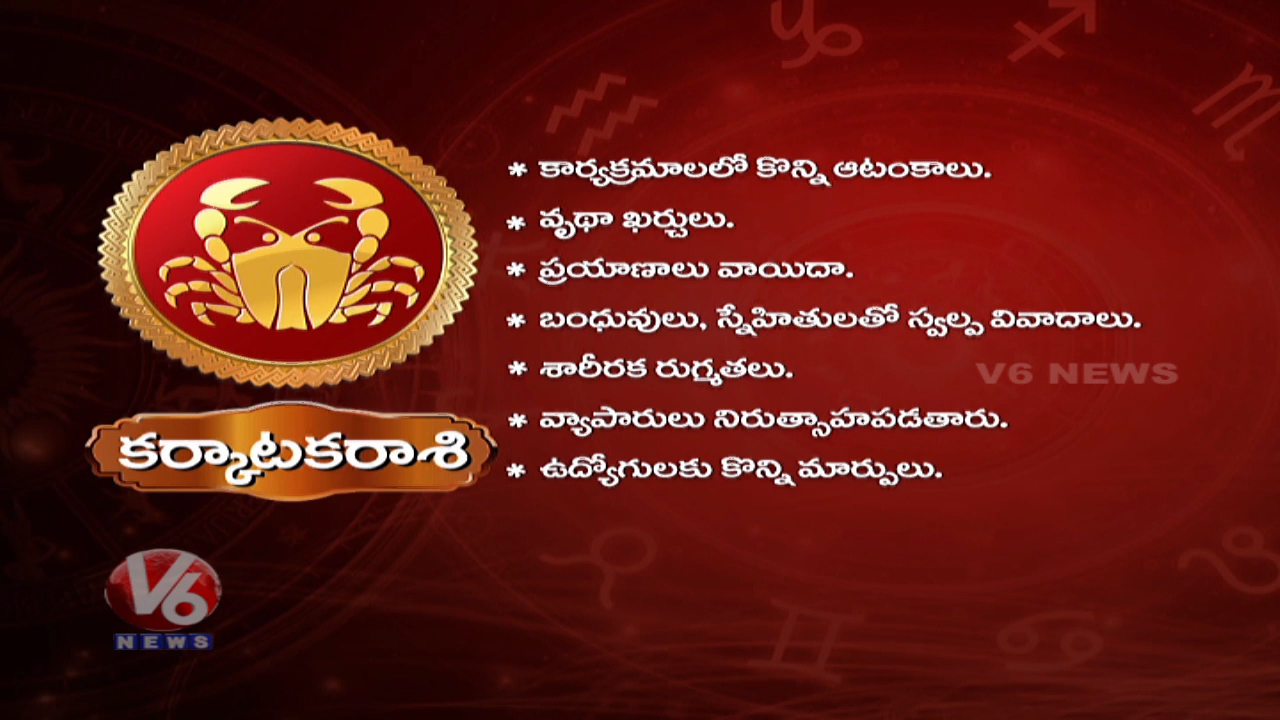 * కార్యక్రమాలలో కొన్ని ఆటంకాలు.
* వృథా ఖర్చులు.
* ప్రయాణాలు వాయిదా.
* బంధువులు, స్నేహితులతో స్వల్ప వివాదాలు.
* శారీరక రుగ్మతలు.
V6 NEWS
* వ్యాపారులు నిరుత్సాహపడతారు.
* ఉద్యోగులకు కొన్ని మార్పులు.
కర్కాటకరాశి
V6
NEWS